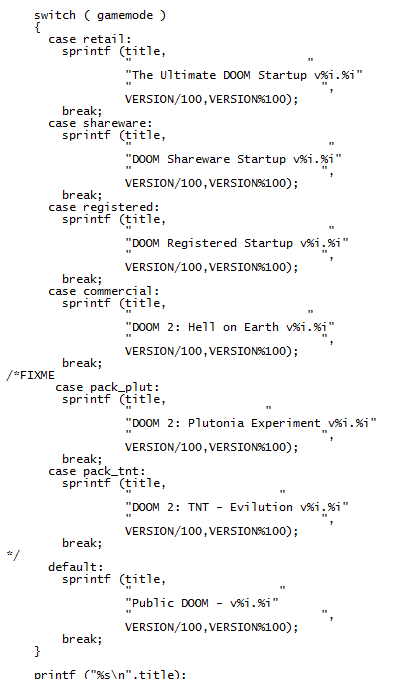 switch ( gamemode )
{
case retail:
sprintf (title,
"                         "
"The Ultimate DOOM Startup v%i.%i"
"                           ",
VERSION/100,VERSION%100);
break;
case shareware:
sprintf (title,
"                            "
"DOOM Shareware Startup v%i.%i"
"                           ",
VERSION/100,VERSION%100);
break;
case registered:
sprintf (title,
"                            "
"DOOM Registered Startup v%i.%i"
"                           ",
VERSION/100,VERSION%100);
break;
case commercial:
sprintf (title,
"                         "
"DOOM 2: Hell on Earth v%i.%i"
"                           ",
VERSION/100,VERSION%100);
break;
/*FIXME
case pack_plut:
sprintf (title,
"                   "
"DOOM 2: Plutonia Experiment v%i.%i"
"                           ",
VERSION/100,VERSION%100);
break;
case pack_tnt:
sprintf (title,
"                     "
"DOOM 2: TNT - Evilution v%i.%i"
"                           ",
VERSION/100,VERSION%100);
break;
*/
default:
sprintf (title,
"                     "
"Public DOOM - v%i.%i"
"                           ",
VERSION/100,VERSION%100);
break;
}
printf ("%s\n",title);